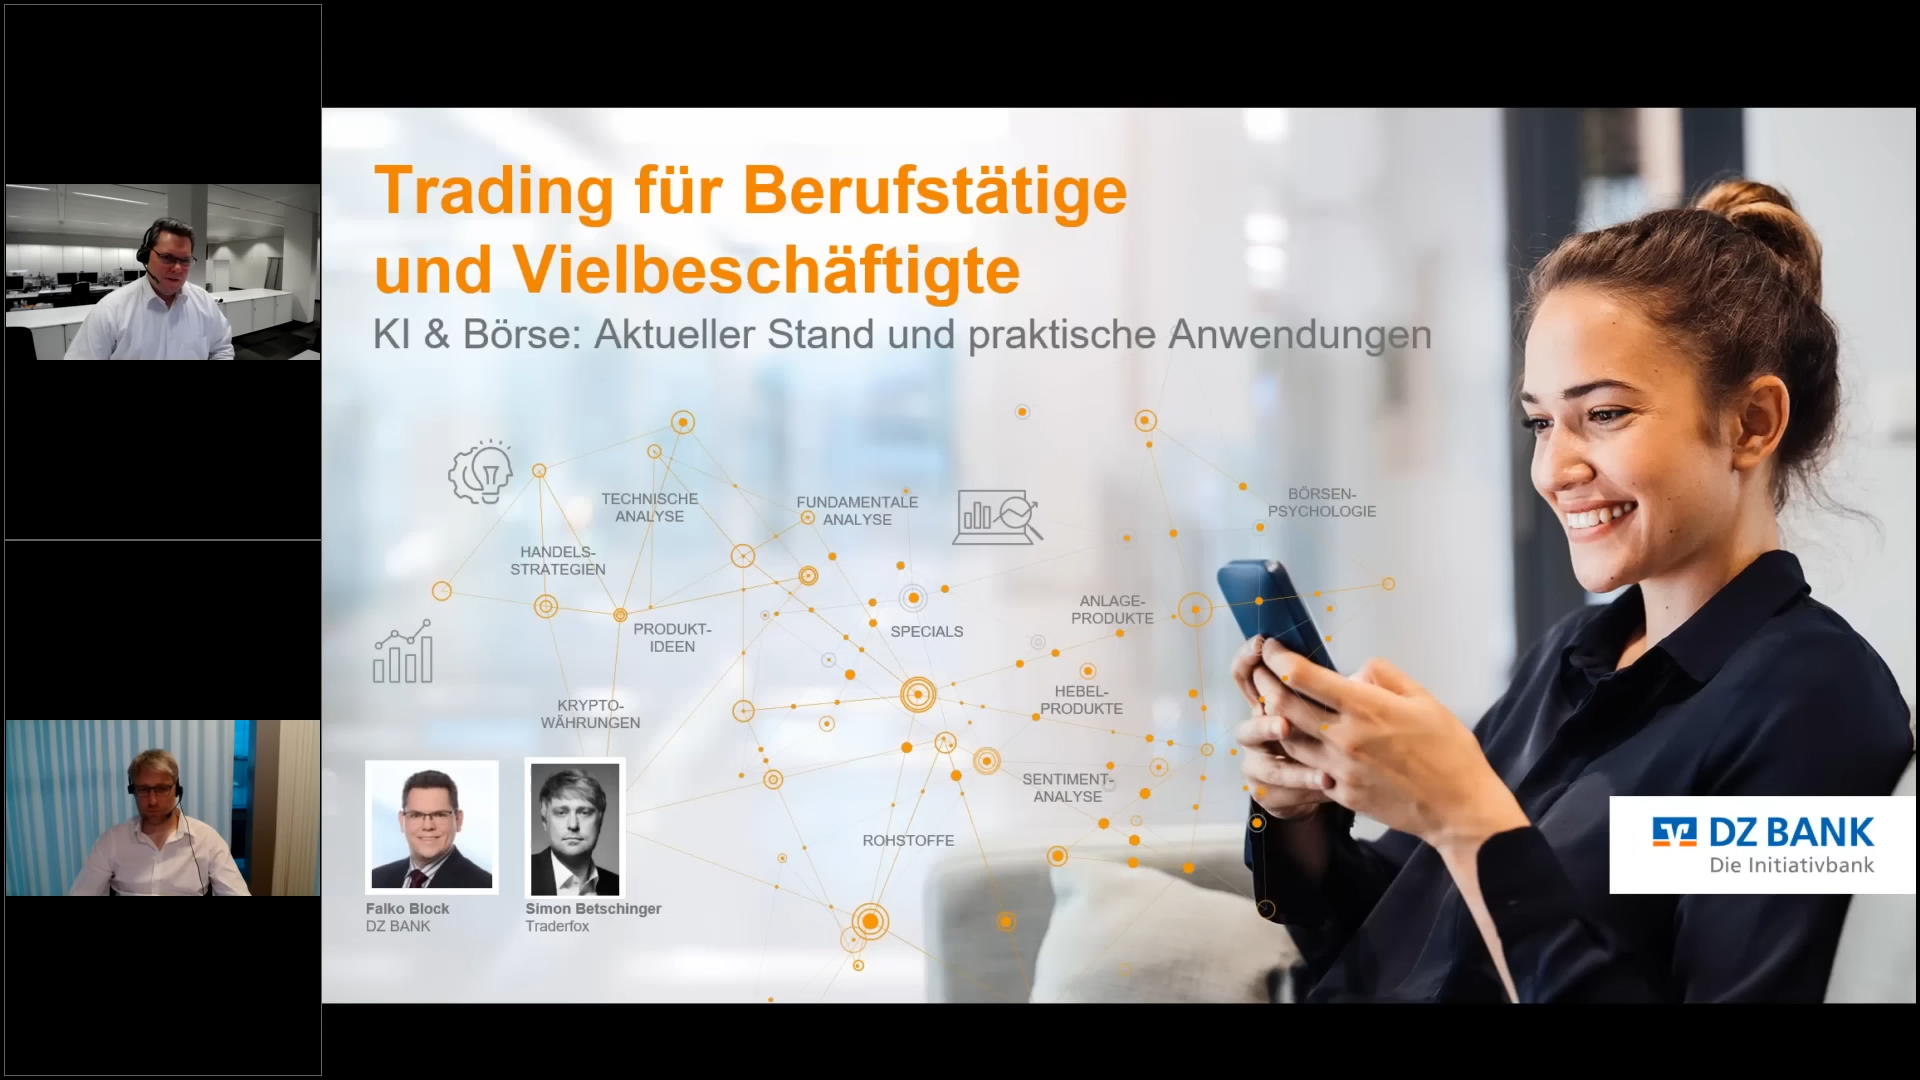 Trading für Berufstätige
und Vielbeschäftigte
KI & Börse: Aktueller Stand und praktische Anwendungen
TECHNISCHE
ANALYSE
FUNDAMENTALE
ANALYSE
BÖRSEN-
PSYCHOLOGIE
HANDELS-
STRATEGIEN
PRODUKT-
IDEEN
SPECIALS
ANLAGE-
PRODUKTE
KRYPTO-
WÄHRUNGEN
HEBEL-
PRODUKTE
SENTIMENT-
ANALYSE
ROHSTOFFE
DZ BANK
Die Initiativbank
Falko Block
DZ BANK
Simon Betschinger
Traderfox